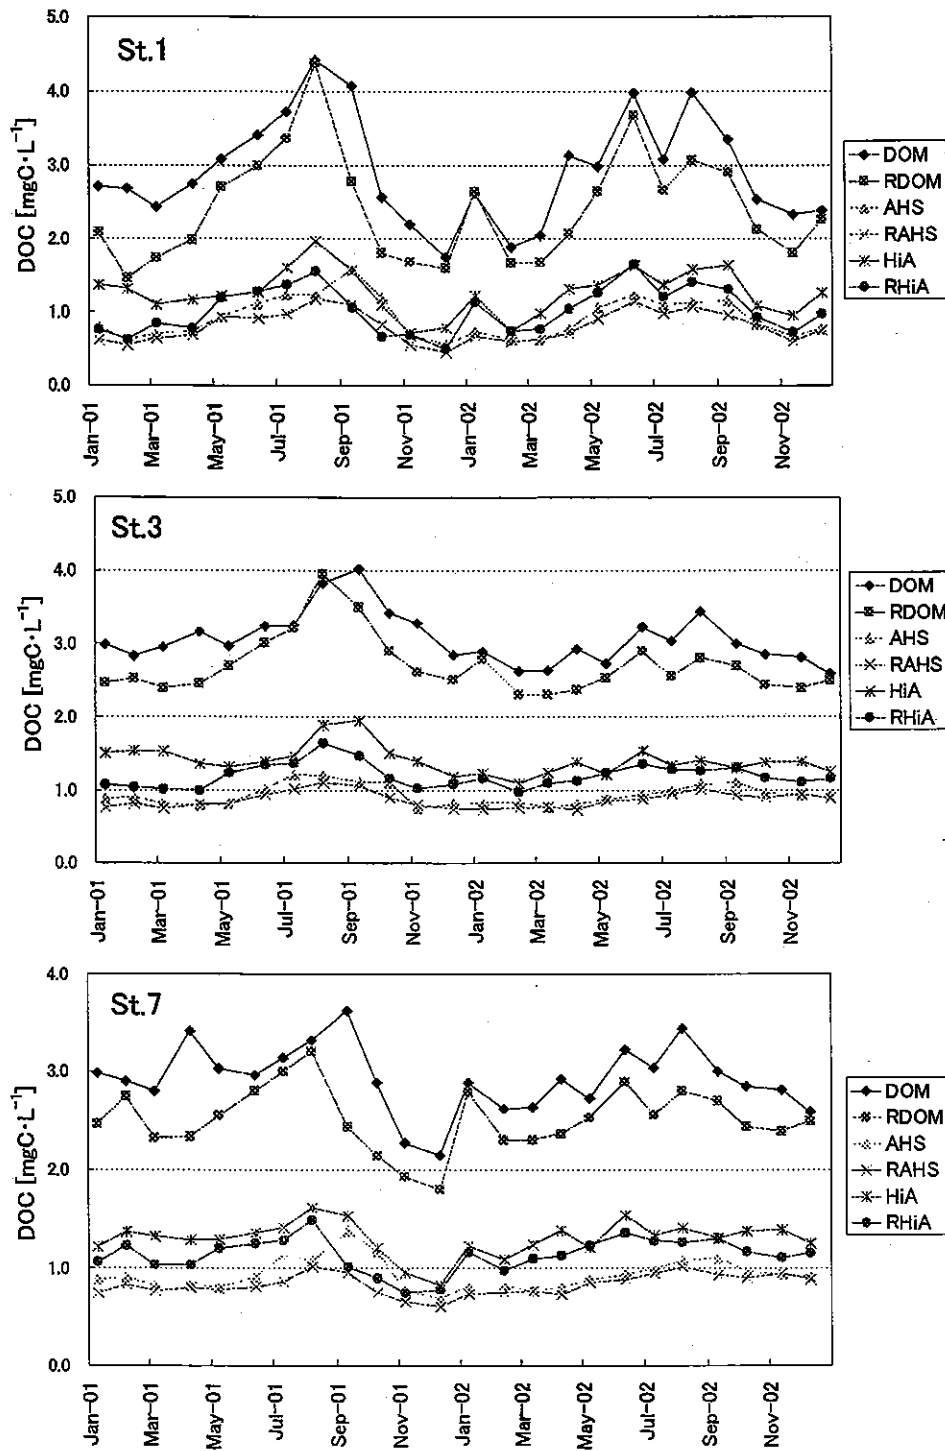 St.1
DOC [mgC·L⁻¹]
5.0
4.0
3.0
2.0
1.0
0.0
Jan-01
Mar-01
May-01
Jul-01
Sep-01
Nov-01
Jan-02
Mar-02
May-02
Jul-02
Sep-02
Nov-02
DOM
RDOM
AHS
RAHS
HiA
RHiA
St.3
DOC [mgC·L⁻¹]
5.0
4.0
3.0
2.0
1.0
0.0
Jan-01
Mar-01
May-01
Jul-01
Sep-01
Nov-01
Jan-02
Mar-02
May-02
Jul-02
Sep-02
Nov-02
DOM
RDOM
AHS
RAHS
HiA
RHiA
St.7
DOC [mgC·L⁻¹]
4.0
3.0
2.0
1.0
0.0
Jan-01
Mar-01
May-01
Jul-01
Sep-01
Nov-01
Jan-02
Mar-02
May-02
Jul-02
Sep-02
Nov-02
DOM
RDOM
AHS
RAHS
HiA
RHiA